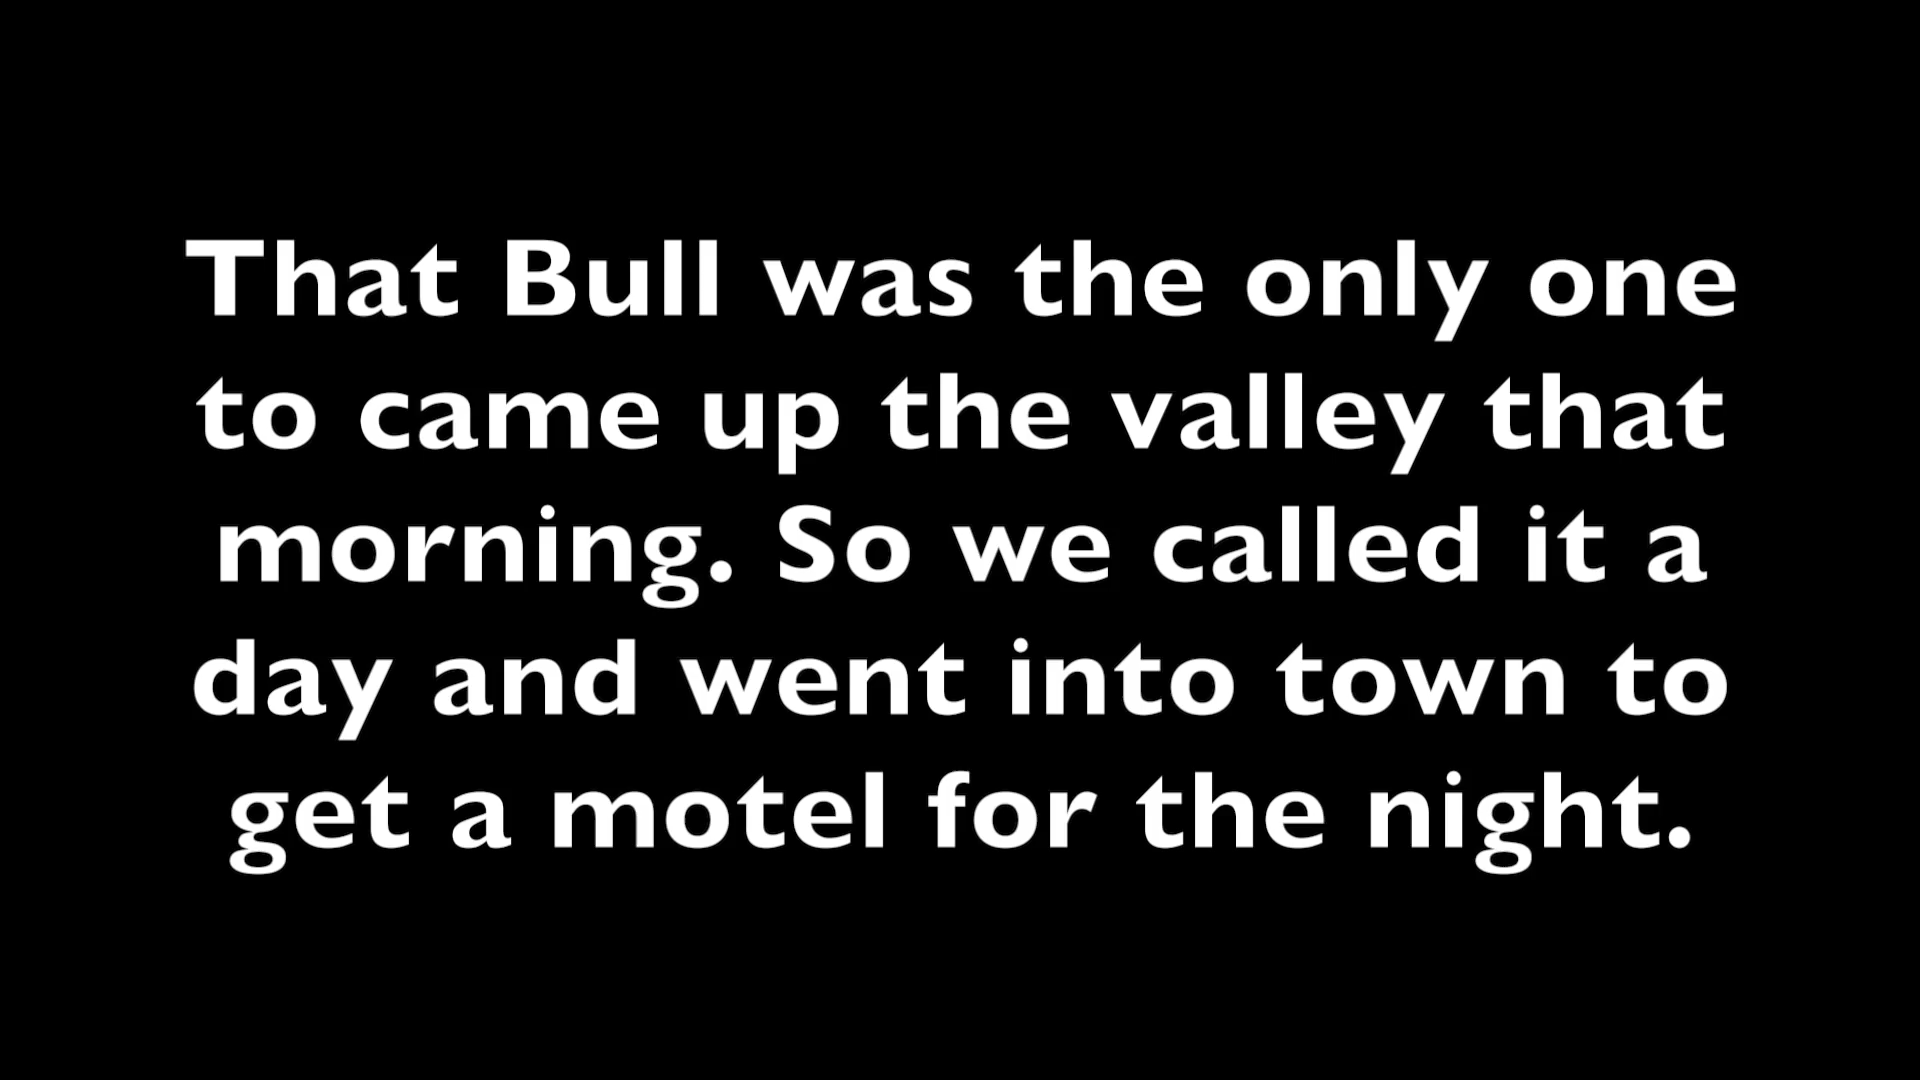 That Bull was the only one
to came up the valley that
morning. So we called it a
day and went into town to
get a motel for the night.